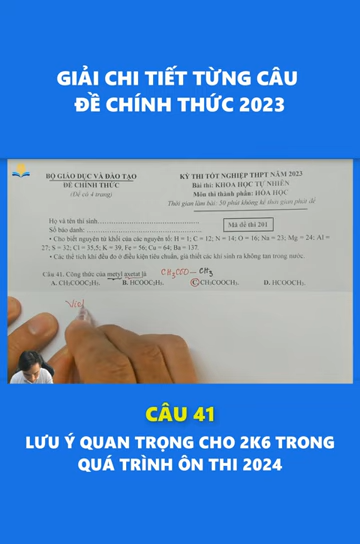 GIẢI CHI TIẾT TỪNG CÂU
ĐỀ CHÍNH THỨC 2023
BỘ GIÁO DỤC VÀ ĐÀO TẠO
ĐỀ CHÍNH THỨC
(Đề có 4 trang)
KỲ THI TỐT NGHIỆP THPT NĂM 2023
Bài thi: KHOA HỌC TỰ NHIÊN
Môn thi thành phần: HÓA HỌC
Thời gian làm bài: 50 phút không kể thời gian phát đề
Họ và tên thí sinh
Số báo danh
Mã đề thi 201
• Cho biết nguyên tử khối của các nguyên tố: H = 1; C = 12; N = 14; O = 16; Na = 23; Mg = 24; Al =
27; S = 32; Cl = 35,5; K = 39, Fe = 56; Cu = 64; Ba = 137.
• Các thể tích khí đều đo ở điều kiện tiêu chuẩn, giả thiết các khí sinh ra không tan trong nước.
Câu 41. Công thức của metyl axetat là CH3COO – CH3
A. CH3COOC2H5. B. HCOOC2H5. C. CH3COOCH3. D. HCOOCH3.
CÂU 41
LƯU Ý QUAN TRỌNG CHO 2K6 TRONG
QUÁ TRÌNH ÔN THI 2024